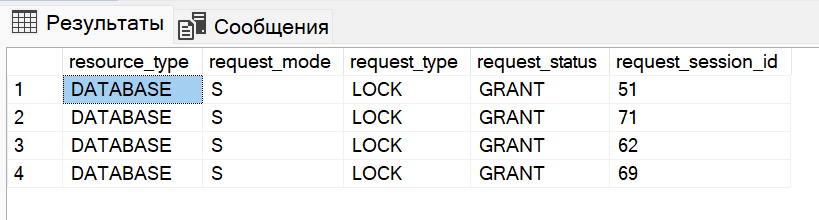 Результаты Сообщения
resource_type request_mode request_type request_status request_session_id
1 DATABASE S LOCK GRANT 51
2 DATABASE S LOCK GRANT 71
3 DATABASE S LOCK GRANT 62
4 DATABASE S LOCK GRANT 69